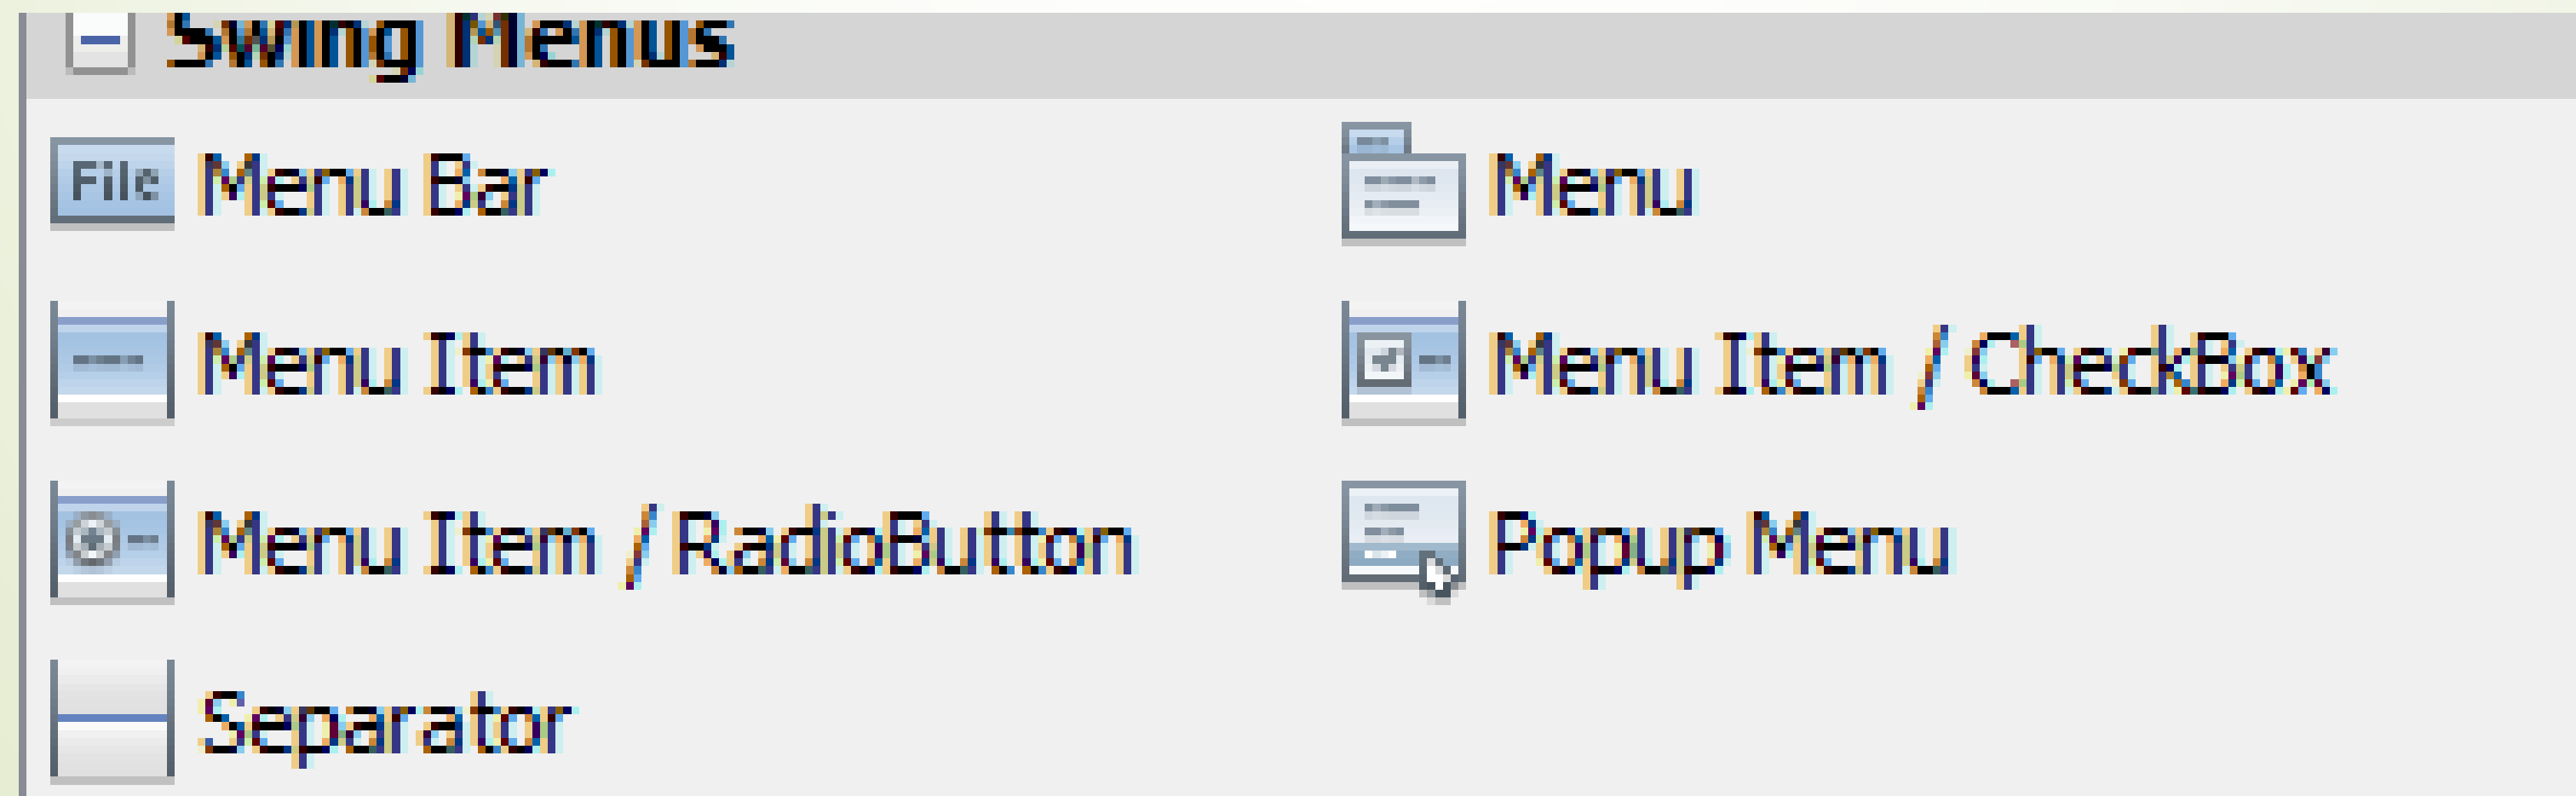 Swing Menus
File Menu Bar Menu
Menu Item Menu Item / CheckBox
Menu Item / RadioButton Popup Menu
Separator